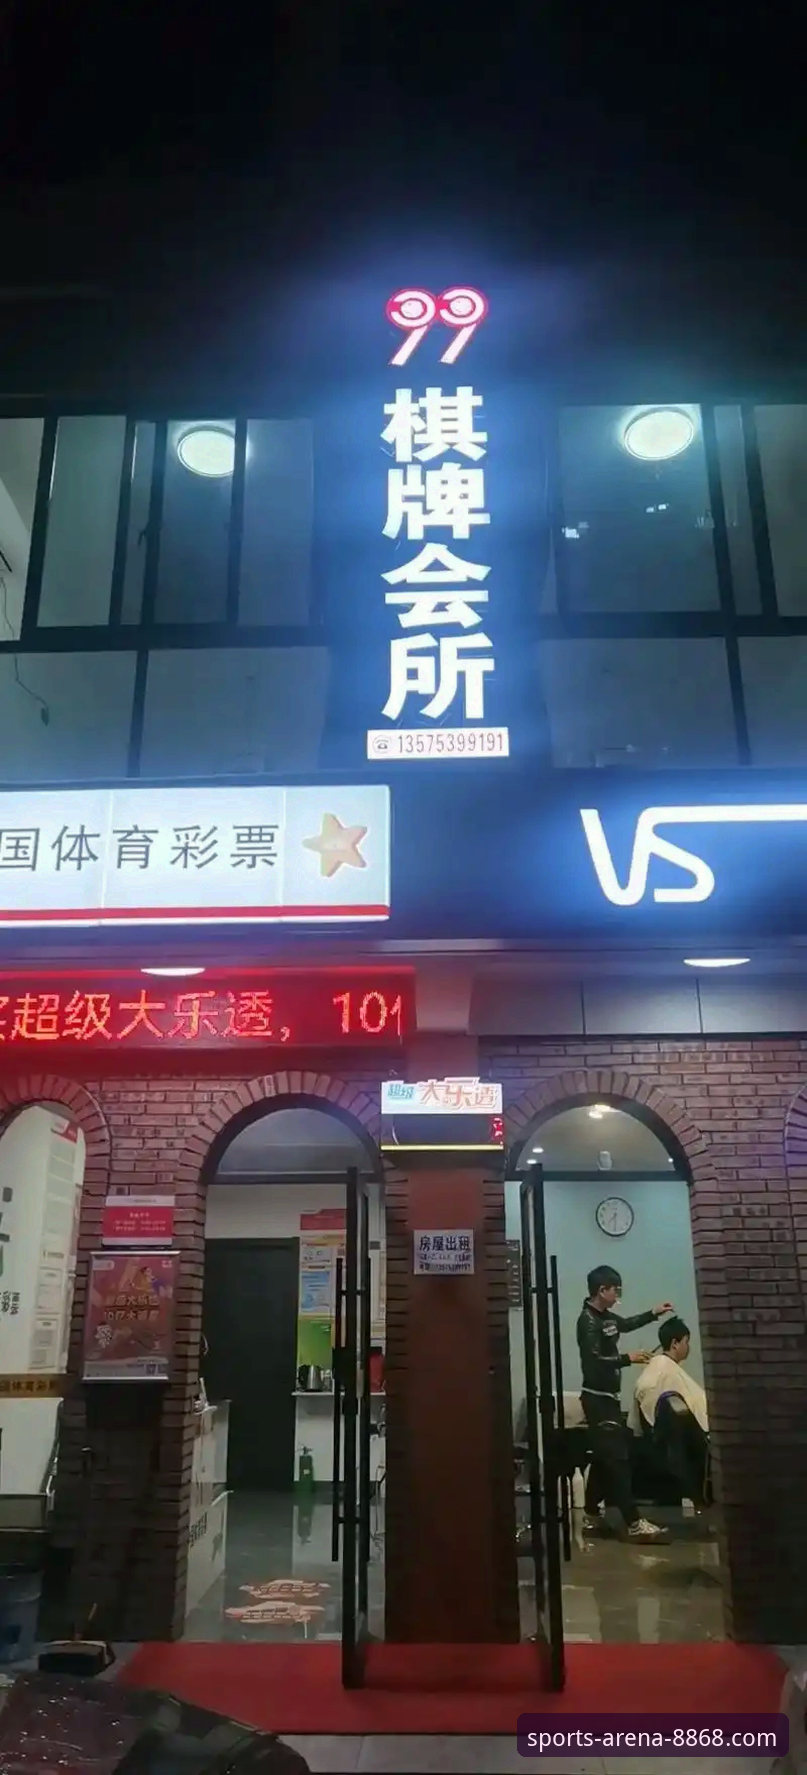 99
棋牌会所
13575399191
国体育彩票
VS
超级大乐透，10
超级大乐透
房屋出租
sports-arena-8868.com